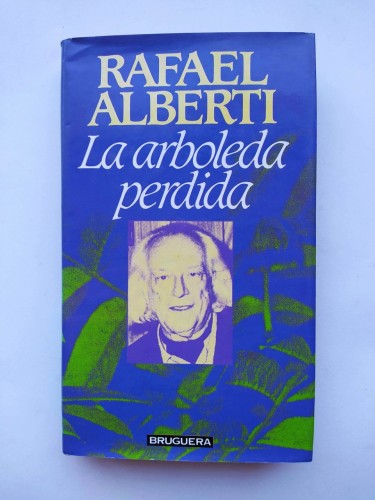 RAFAEL
ALBERTI
La arboleda
perdida
BRUGUERA